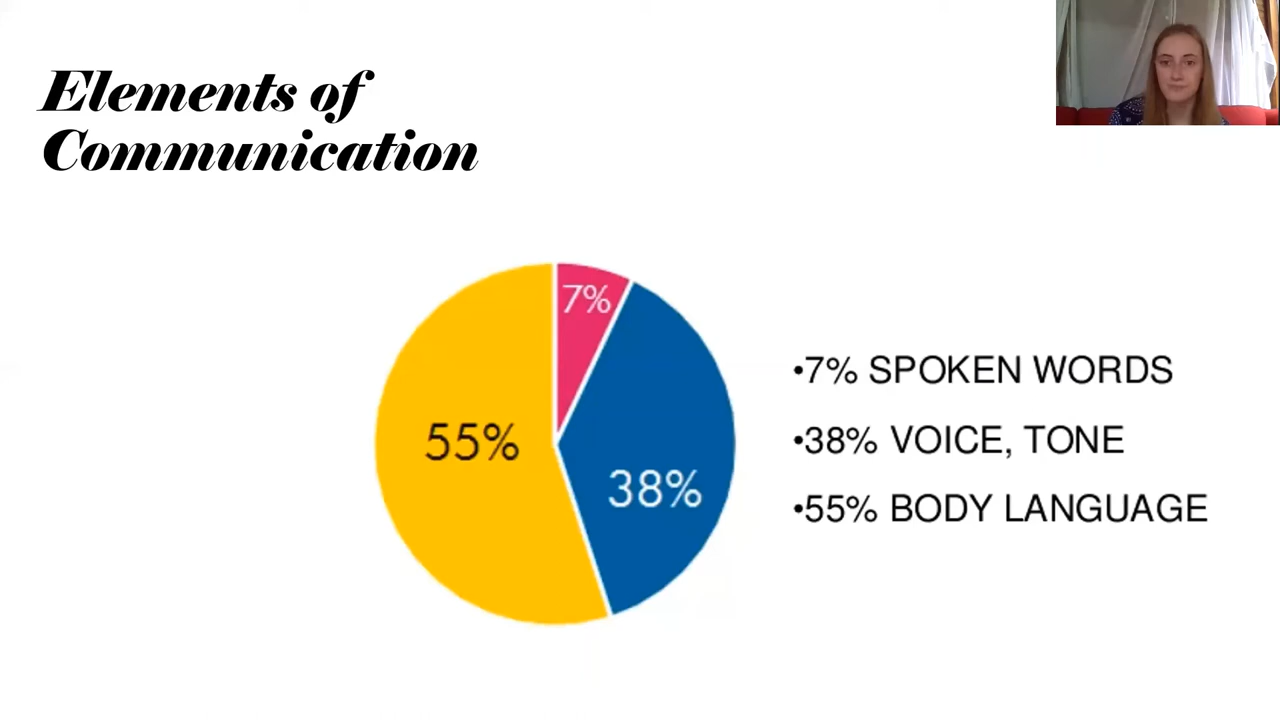 Elements of
Communication
7%
55%
38%
•7% SPOKEN WORDS
•38% VOICE, TONE
•55% BODY LANGUAGE